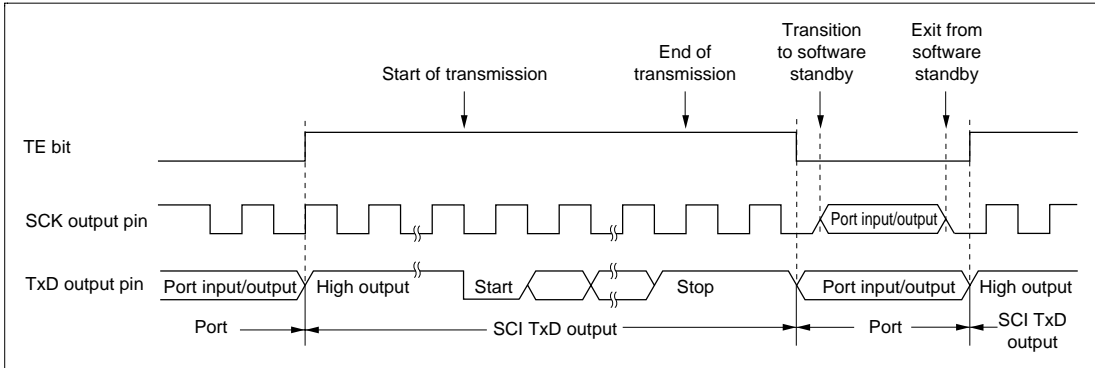 Transition
to software
standby
Exit from
software
standby
End of
transmission
Start of transmission
TE bit
SCK output pin
Port input/output
TxD output pin
Port input/output
High output
Start
Stop
Port input/output
High output
Port
SCI TxD output
Port
SCI TxD
output